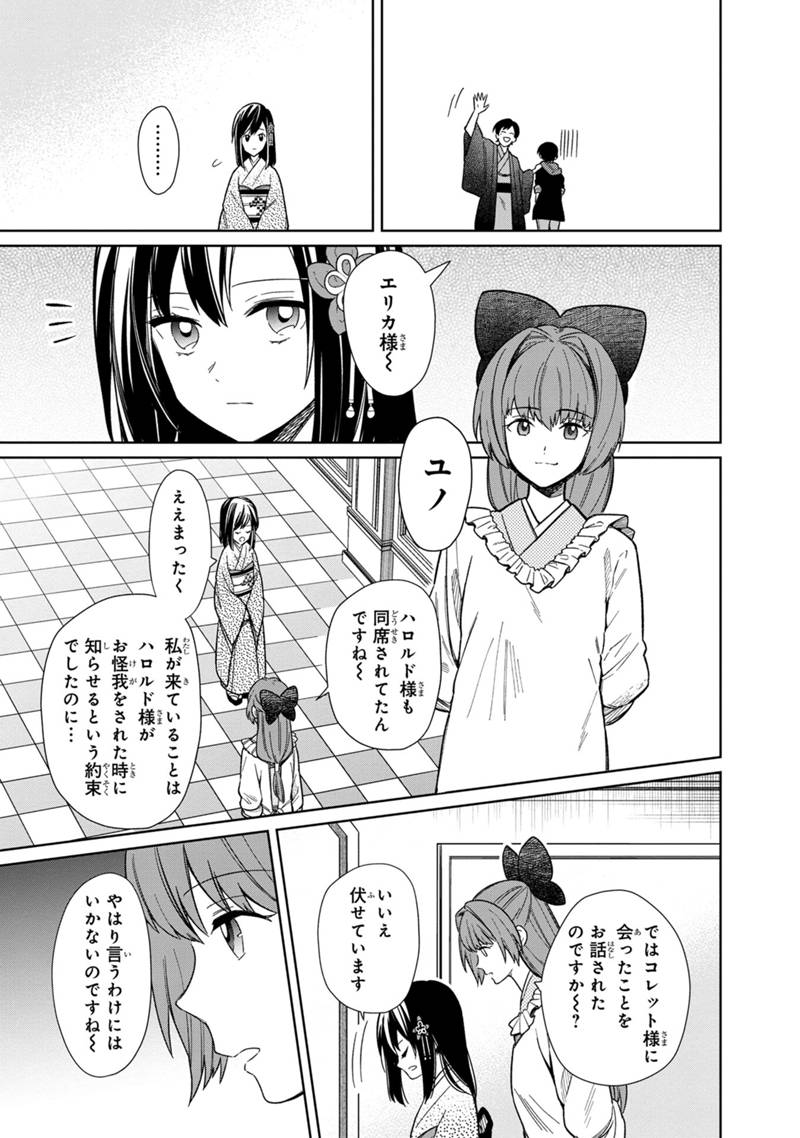 ………
エリカ様〜
ユノ
ハロルド様も
同席されてたん
ですね〜
ええまったく
私が来ていることは
ハロルド様が
お怪我をされた時に
知らせるという約束
でしたのに…
ではコレット様に
会ったことを
お話された
のですか〜?
いいえ
伏せています
やはり言うわけには
いかないのですね〜